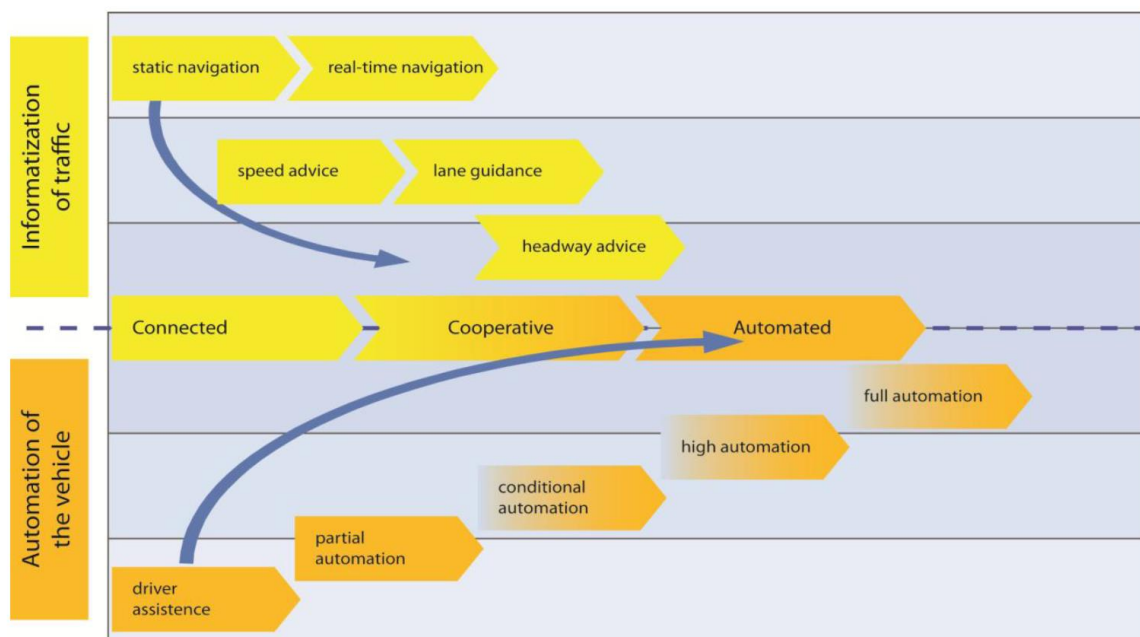 Informatization
of traffic
static navigation
real-time navigation
speed advice
lane guidance
headway advice
Connected
Cooperative
Automated
Automation of
the vehicle
full automation
high automation
conditional
automation
partial
automation
driver
assistence